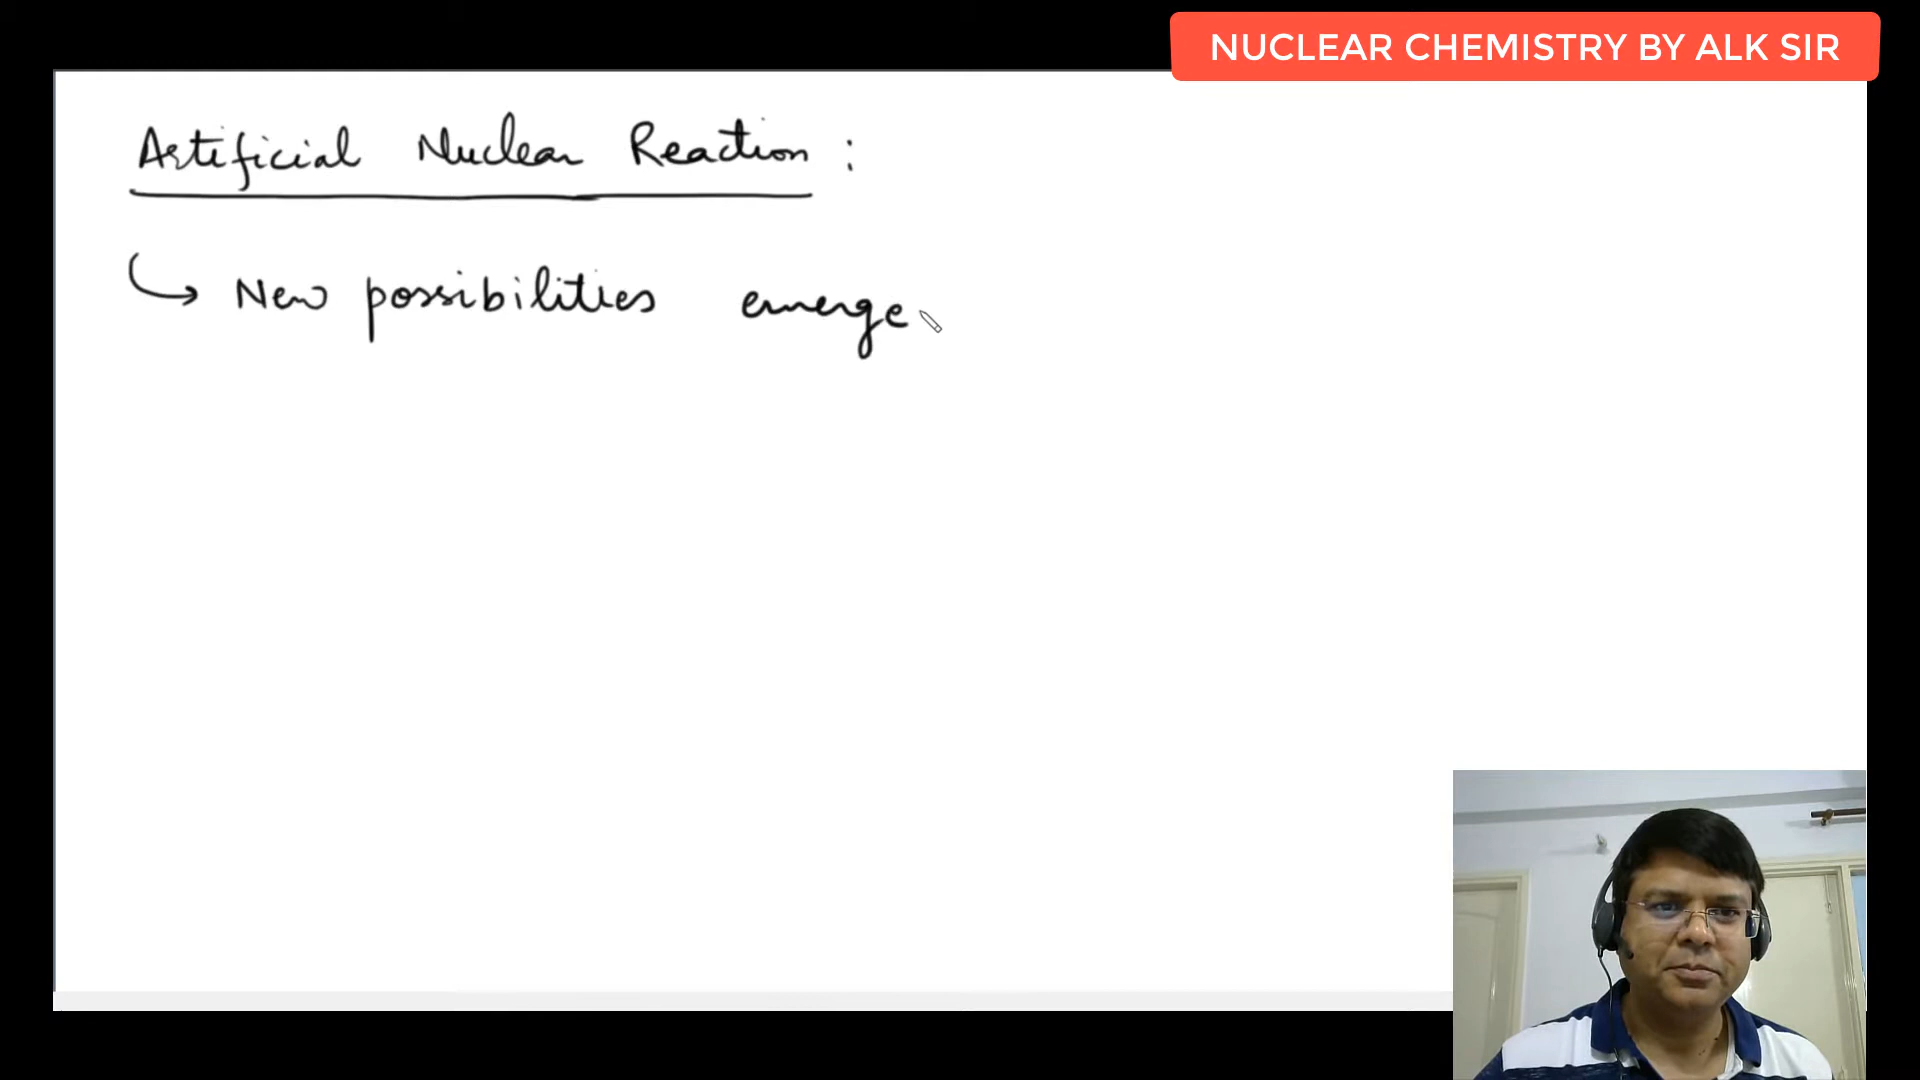 NUCLEAR CHEMISTRY BY ALK SIR
Artificial Nuclear Reaction :
↳ New possibilities emerge